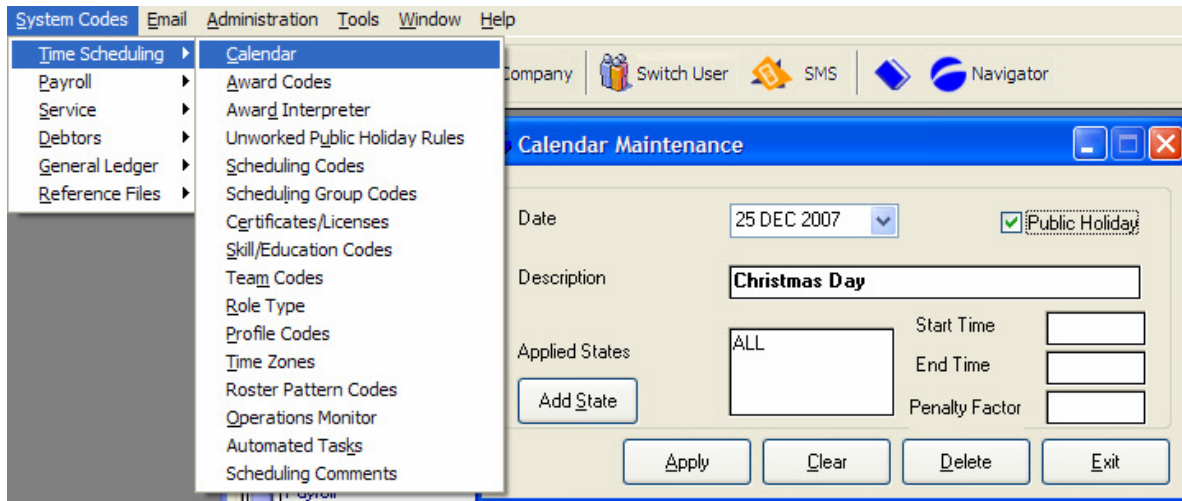 System Codes Email Administration Tools Window Help
Time Scheduling
Payroll
Service
Debtors
General Ledger
Reference Files
Calendar
Award Codes
Award Interpreter
Unworked Public Holiday Rules
Scheduling Codes
Scheduling Group Codes
Certificates/Licenses
Skill/Education Codes
Team Codes
Role Type
Profile Codes
Time Zones
Roster Pattern Codes
Operations Monitor
Automated Tasks
Scheduling Comments
Company Switch User SMS Navigator
Calendar Maintenance
Date 25 DEC 2007 Public Holiday
Description Christmas Day
Applied States ALL
Add State
Start Time
End Time
Penalty Factor
Apply Clear Delete Exit